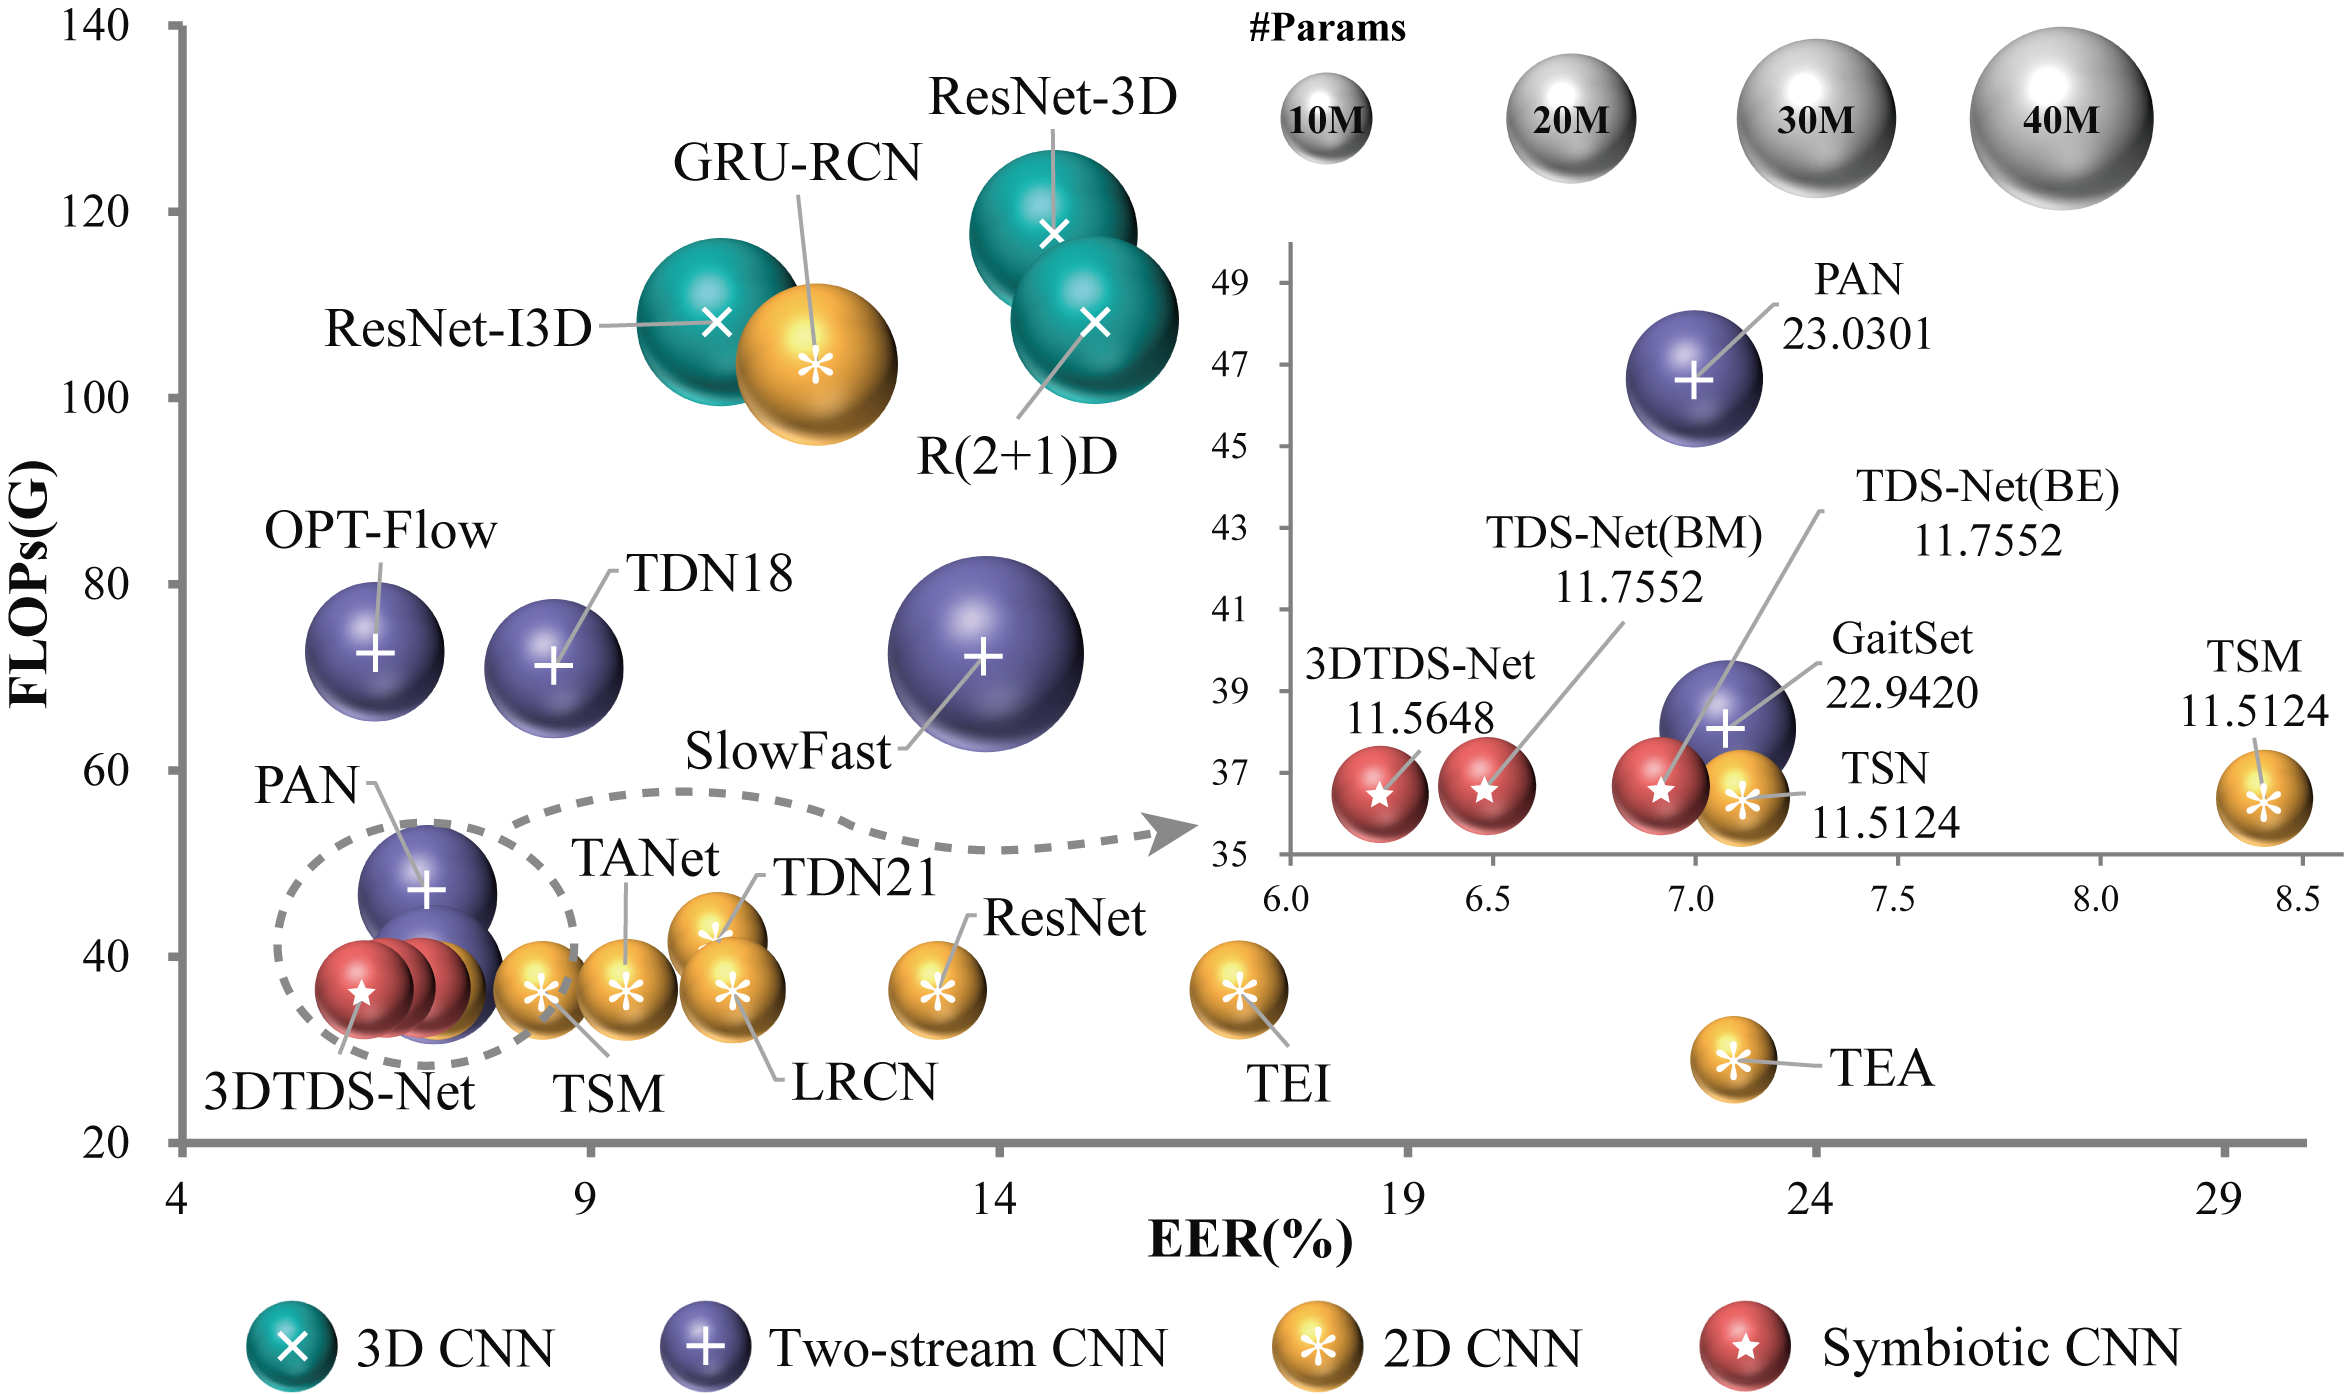 140
120
100
80
60
40
20
FLOPs(G)
4
9
14
19
24
29
EER(%)
#Params
10M
20M
30M
40M
ResNet-3D
GRU-RCN
ResNet-I3D
R(2+1)D
OPT-Flow
TDN18
SlowFast
PAN
TANet
TDN21
ResNet
3DTDS-Net
TSM
LRCN
TEI
TEA
49
47
45
43
41
39
37
35
6.0
6.5
7.0
7.5
8.0
8.5
PAN
23.0301
TDS-Net(BE)
11.7552
TDS-Net(BM)
11.7552
3DTDS-Net
11.5648
GaitSet
22.9420
TSM
11.5124
TSN
11.5124
3D CNN
Two-stream CNN
2D CNN
Symbiotic CNN